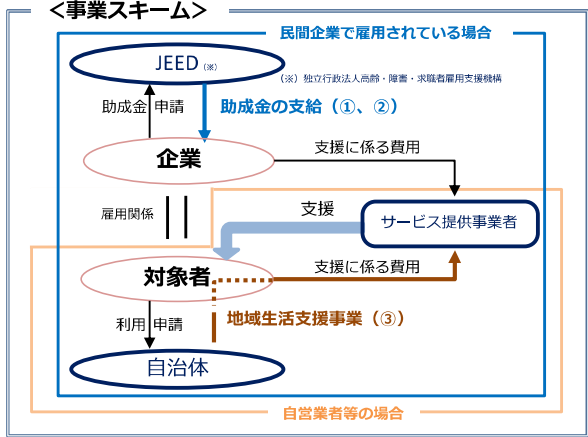 ＜事業スキーム＞
民間企業で雇用されている場合
JEED（※）
（※）独立行政法人高齢・障害・求職者雇用支援機構
助成金 申請
助成金の支給（①、②）
企業
支援に係る費用
雇用関係
支援
サービス提供事業者
対象者
支援に係る費用
地域生活支援事業（③）
利用 申請
自治体
自営業者等の場合